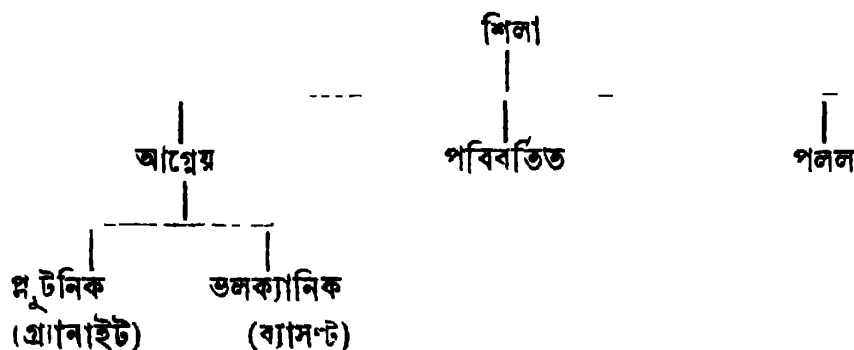 শিলা
আগ্নেয় পবিবর্তিত পলল
প্লুটনিক ভলক্যানিক
(গ্র্যানাইট) (ব্যাসল্ট)